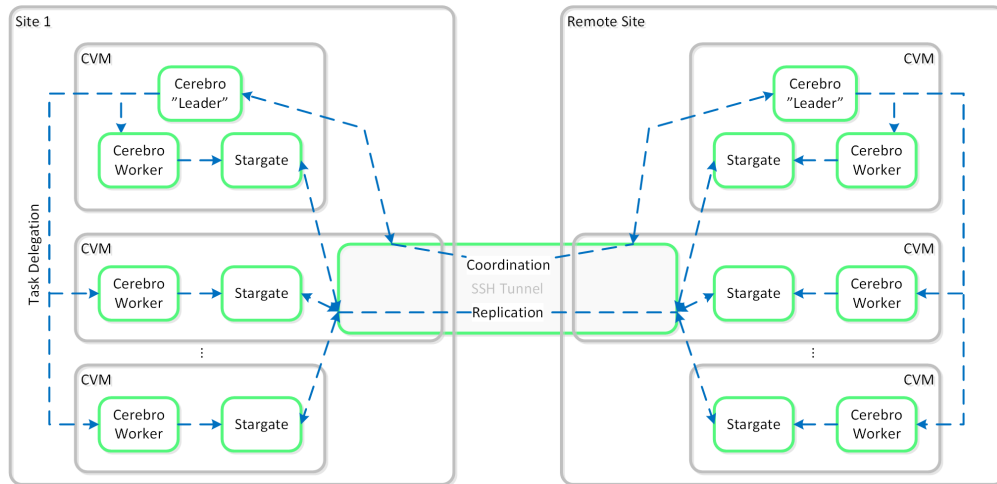 Site 1
Remote Site
CVM
Cerebro
”Leader”
Cerebro
Worker
Stargate
CVM
Cerebro
”Leader”
Stargate
Cerebro
Worker
Task Delegation
CVM
Cerebro
Worker
Stargate
Coordination
SSH Tunnel
Replication
CVM
Stargate
Cerebro
Worker
...
...
CVM
Cerebro
Worker
Stargate
CVM
Stargate
Cerebro
Worker